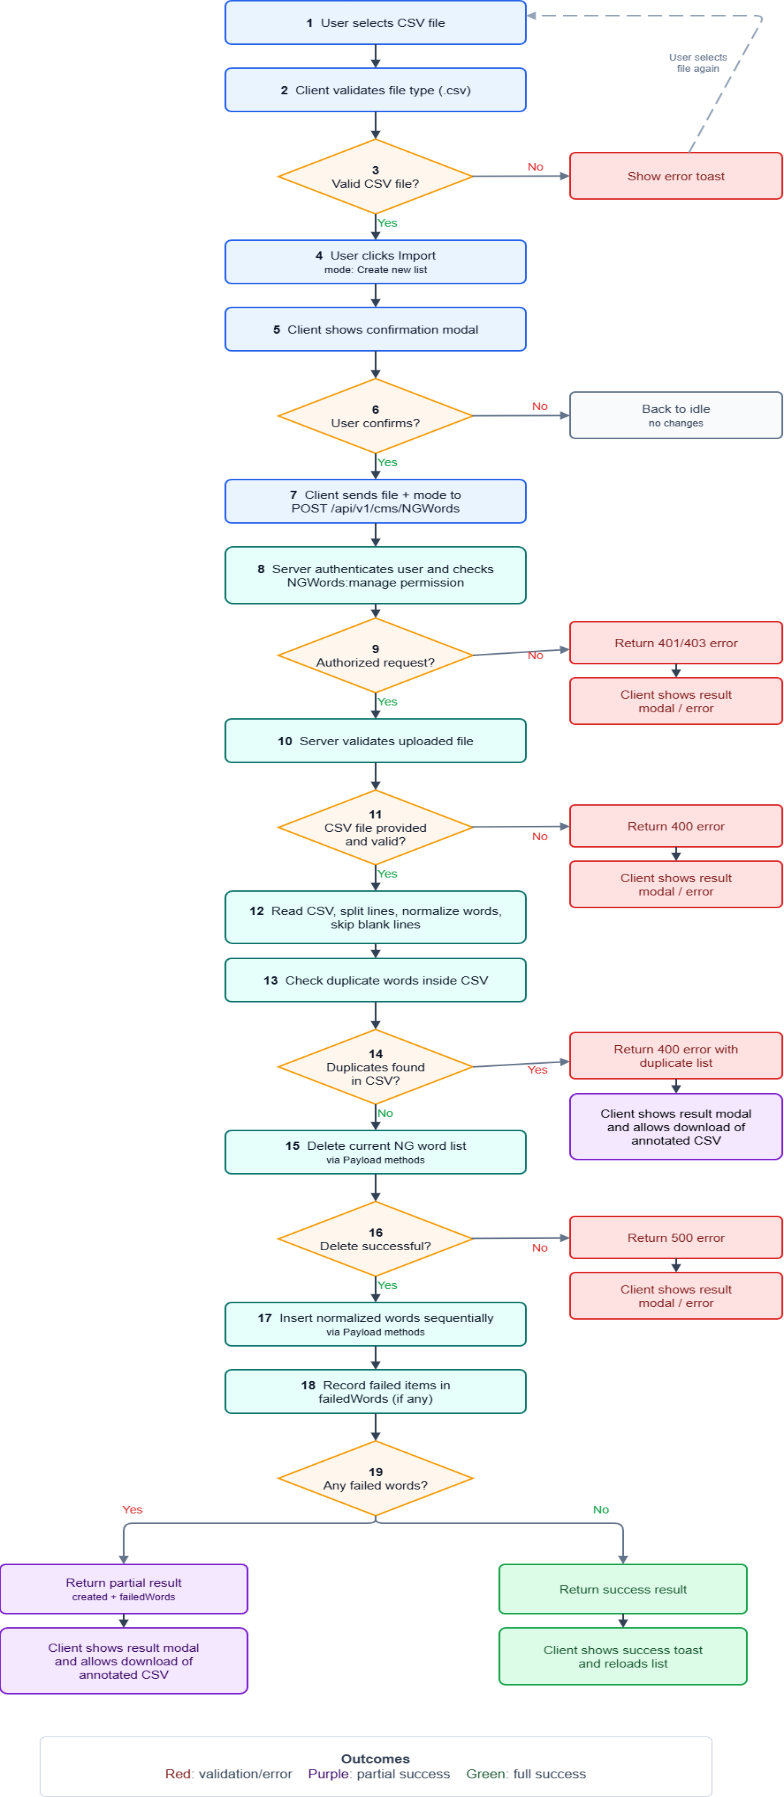 1 User selects CSV file
User selects
file again
2 Client validates file type (.csv)
3
Valid CSV file?
No
Show error toast
Yes
4 User clicks Import
mode: Create new list
5 Client shows confirmation modal
6
User confirms?
No
Back to idle
no changes
Yes
7 Client sends file + mode to
POST /api/v1/cms/NGWords
8 Server authenticates user and checks
NGWords:manage permission
9
Authorized request?
No
Return 401/403 error
Client shows result
modal / error
Yes
10 Server validates uploaded file
11
CSV file provided
and valid?
No
Return 400 error
Client shows result
modal / error
Yes
12 Read CSV, split lines, normalize words,
skip blank lines
13 Check duplicate words inside CSV
14
Duplicates found
in CSV?
Yes
Return 400 error with
duplicate list
Client shows result modal
and allows download of
annotated CSV
No
15 Delete current NG word list
via Payload methods
16
Delete successful?
No
Return 500 error
Client shows result
modal / error
Yes
17 Insert normalized words sequentially
via Payload methods
18 Record failed items in
failedWords (if any)
19
Any failed words?
Yes
No
Return partial result
created + failedWords
Client shows result modal
and allows download of
annotated CSV
Return success result
Client shows success toast
and reloads list
Outcomes
Red: validation/error Purple: partial success Green: full success